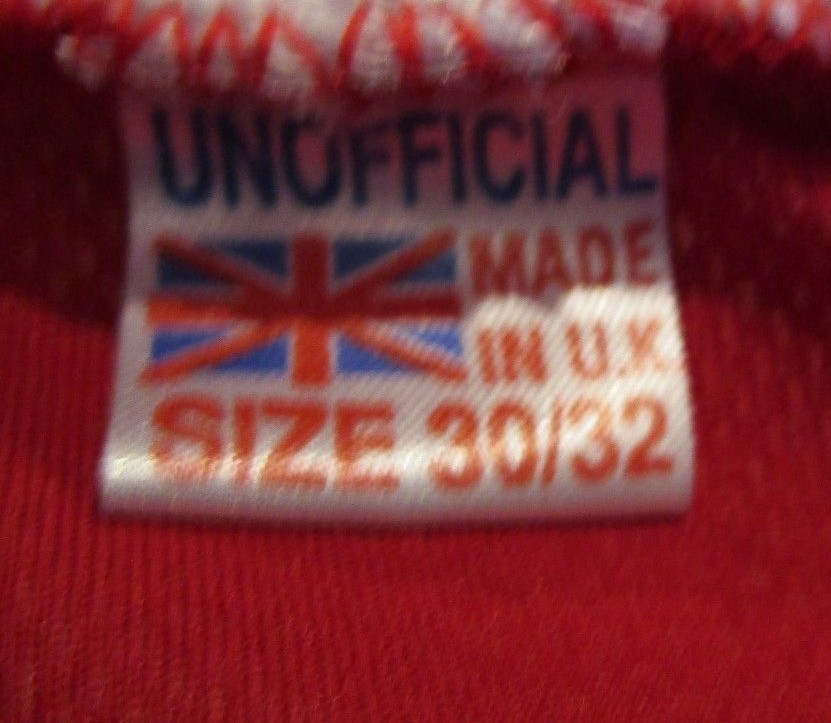 UNOFFICIAL
MADE
IN U.K
SIZE 30/32